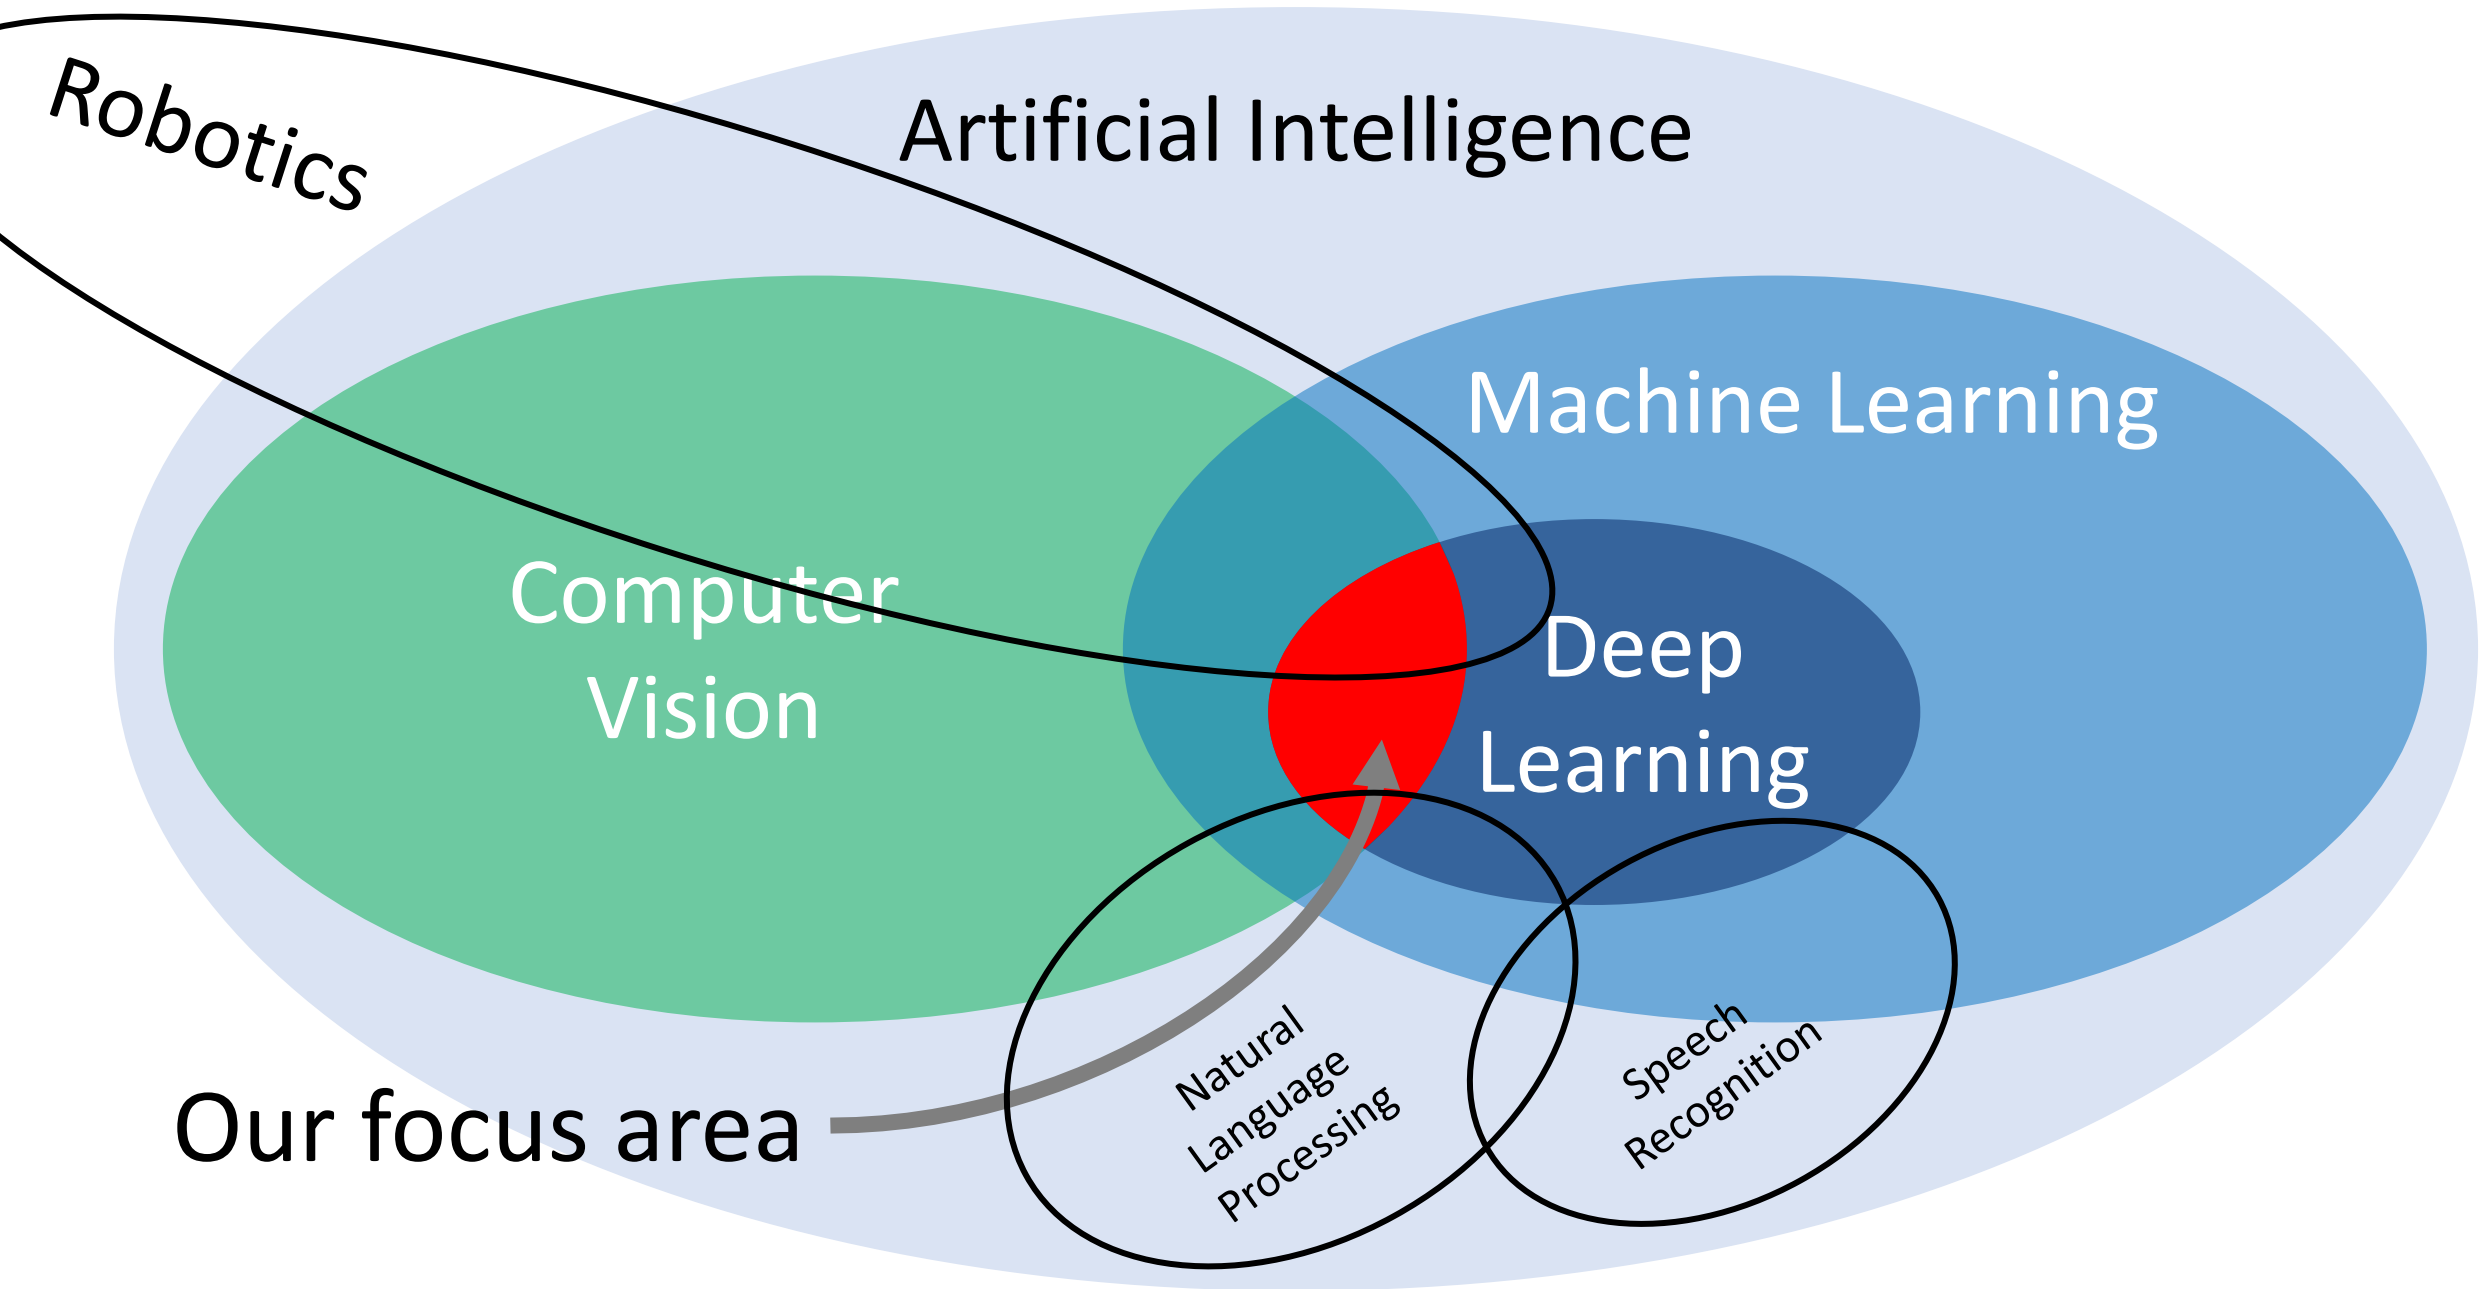 Robotics
Artificial Intelligence
Machine Learning
Computer
Vision
Deep
Learning
Our focus area
Natural
Language
Processing
Speech
Recognition